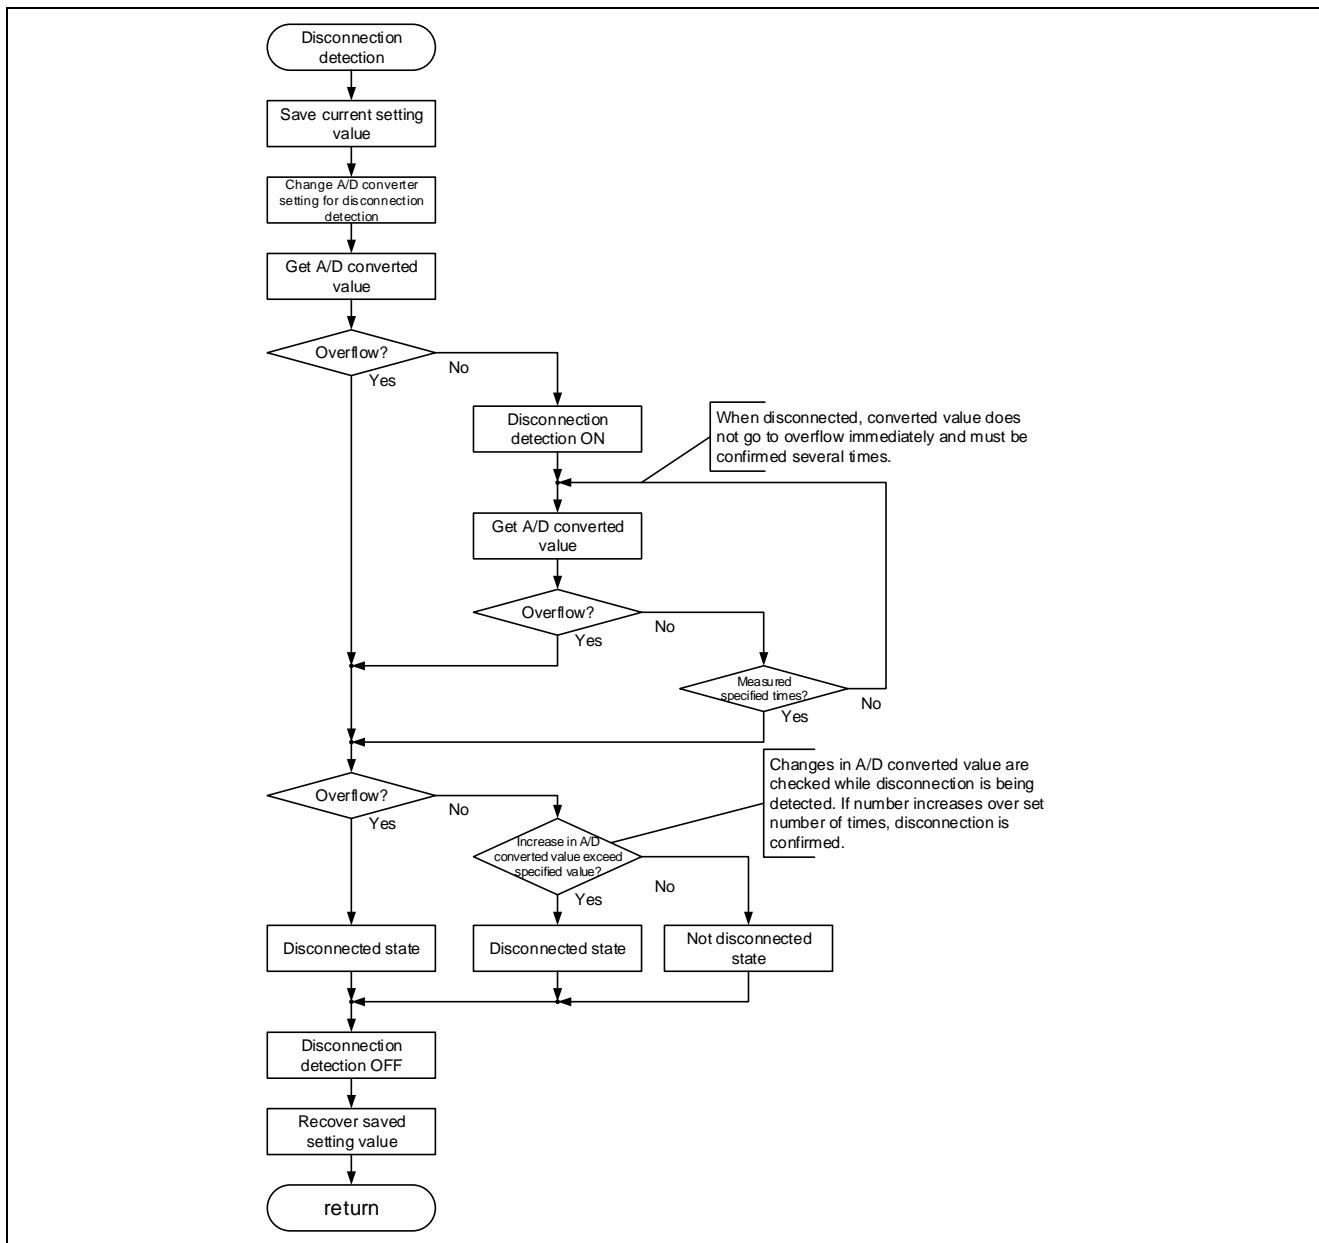 Disconnection
detection
Save current setting
value
Change A/D converter
setting for disconnection
detection
Get A/D converted
value
Overflow?
No
Yes
Disconnection
detection ON
When disconnected, converted value does
not go to overflow immediately and must be
confirmed several times.
Get A/D converted
value
Overflow?
No
Yes
Measured
specified times?
No
Yes
Changes in A/D converted value are
checked while disconnection is being
detected. If number increases over set
number of times, disconnection is
confirmed.
Overflow?
No
Yes
Increase in A/D
converted value exceed
specified value?
No
Yes
Disconnected state
Disconnected state
Not disconnected
state
Disconnection
detection OFF
Recover saved
setting value
return